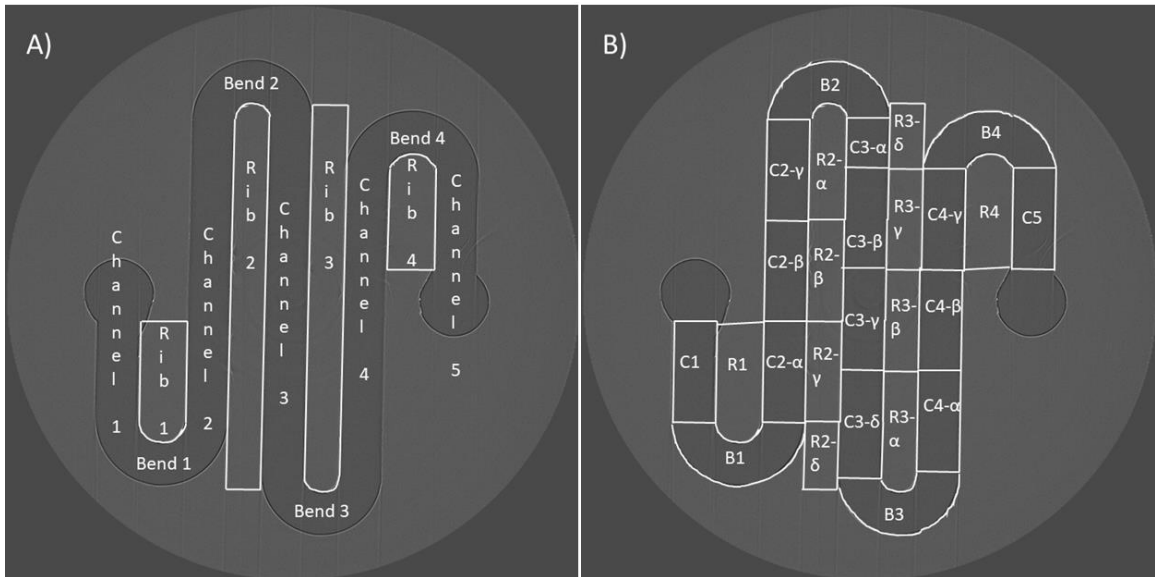 A)
Bend 2
Bend 4
Rib 2
Rib 3
Rib 4
Channel 5
Channel 4
Channel 3
Channel 2
Channel 1
Rib 1
Bend 1
Bend 3
B)
B2
R3-δ
B4
C3-α
C2-γ
R2-α
R3-γ
C4-γ
R4
C5
C3-β
C2-β
R2-β
R3-β
C4-β
C3-γ
C1
R1
C2-α
R2-γ
C4-α
C3-δ
R3-α
B1
R2-δ
B3